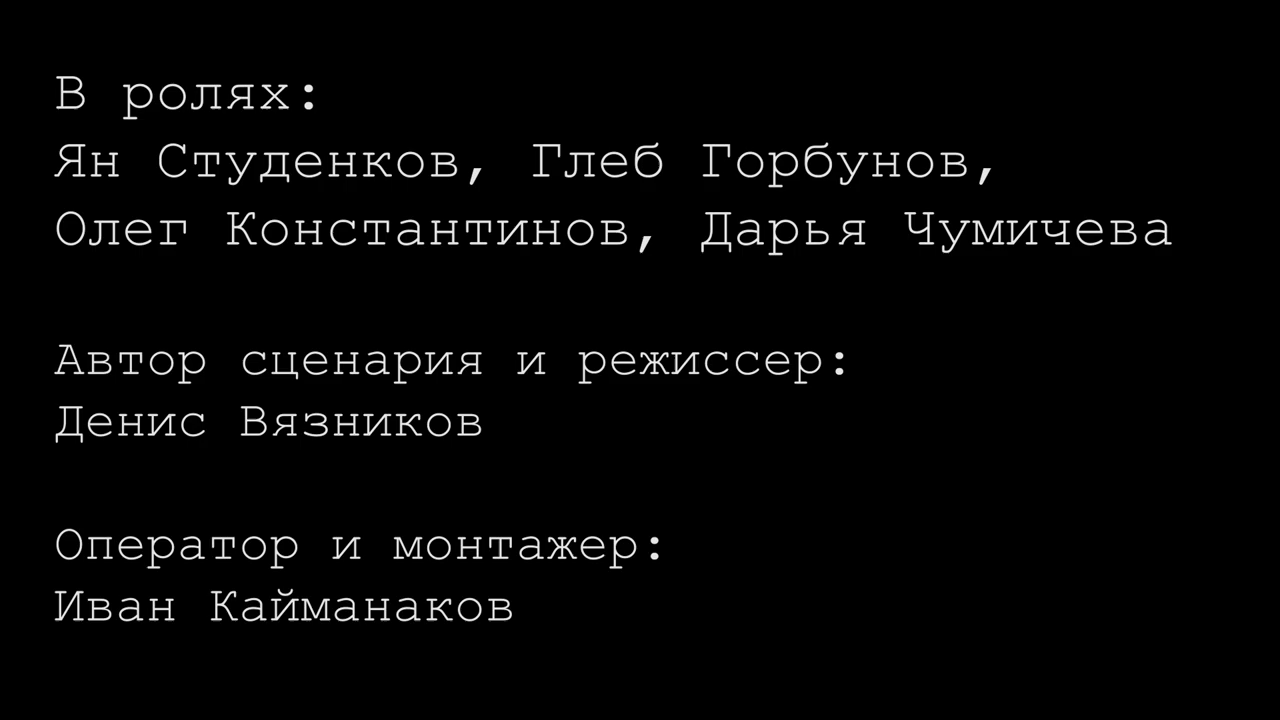 В ролях:
Ян Студенков, Глеб Горбунов,
Олег Константинов, Дарья Чумичева
Автор сценария и режиссер:
Денис Вязников
Оператор и монтажер:
Иван Кайманаков